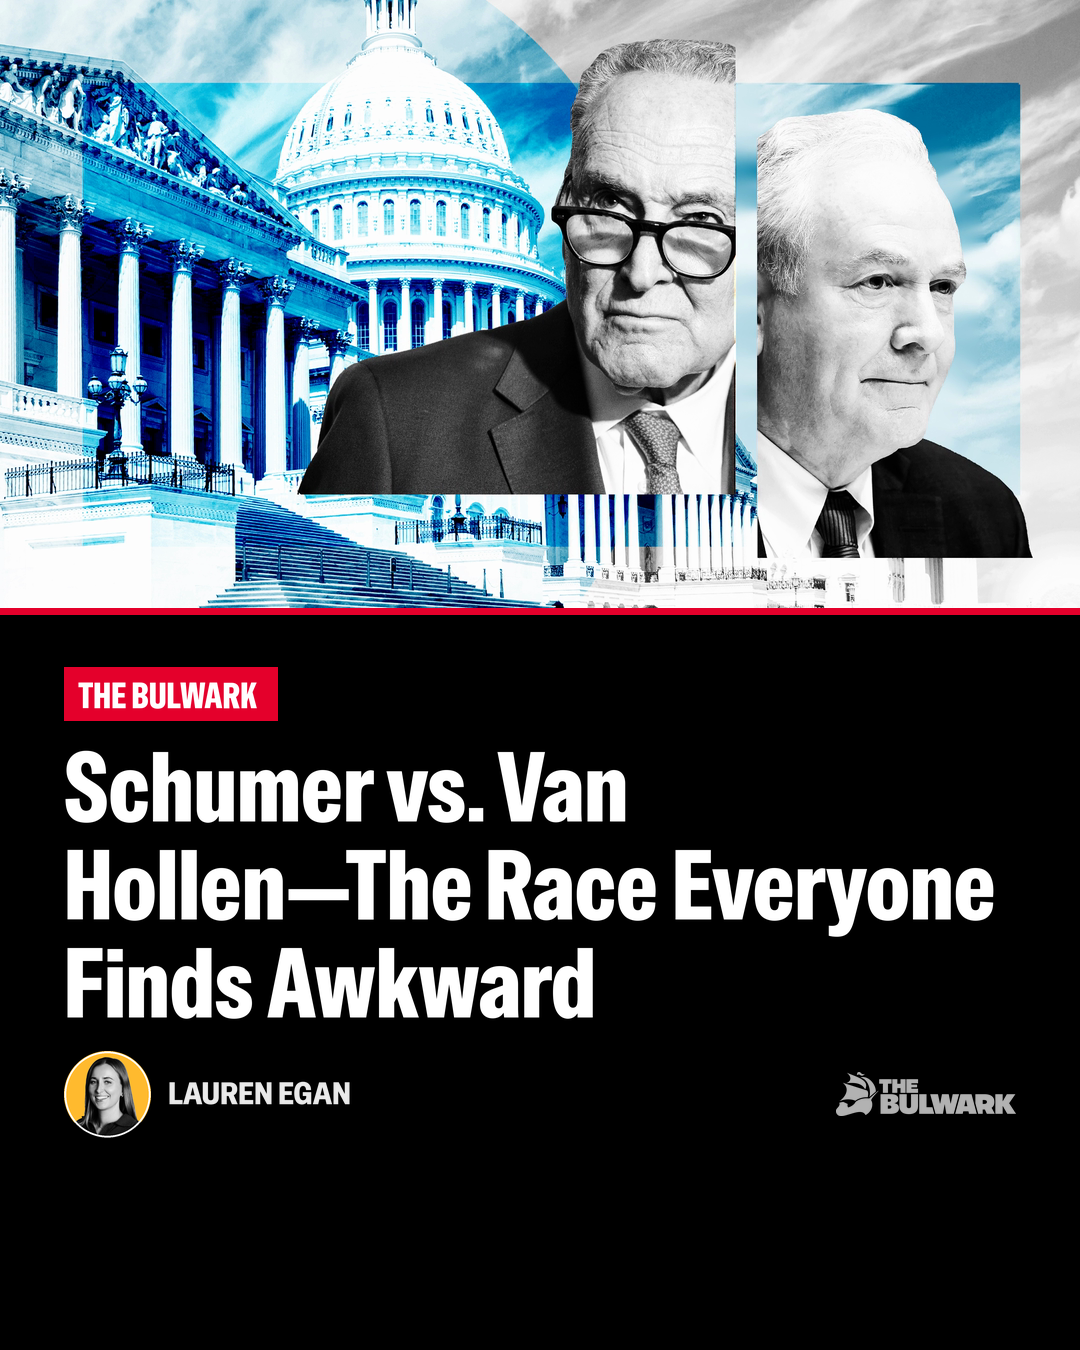 THE BULWARK
Schumer vs. Van
Hollen—The Race Everyone
Finds Awkward
LAUREN EGAN
THE
BULWARK